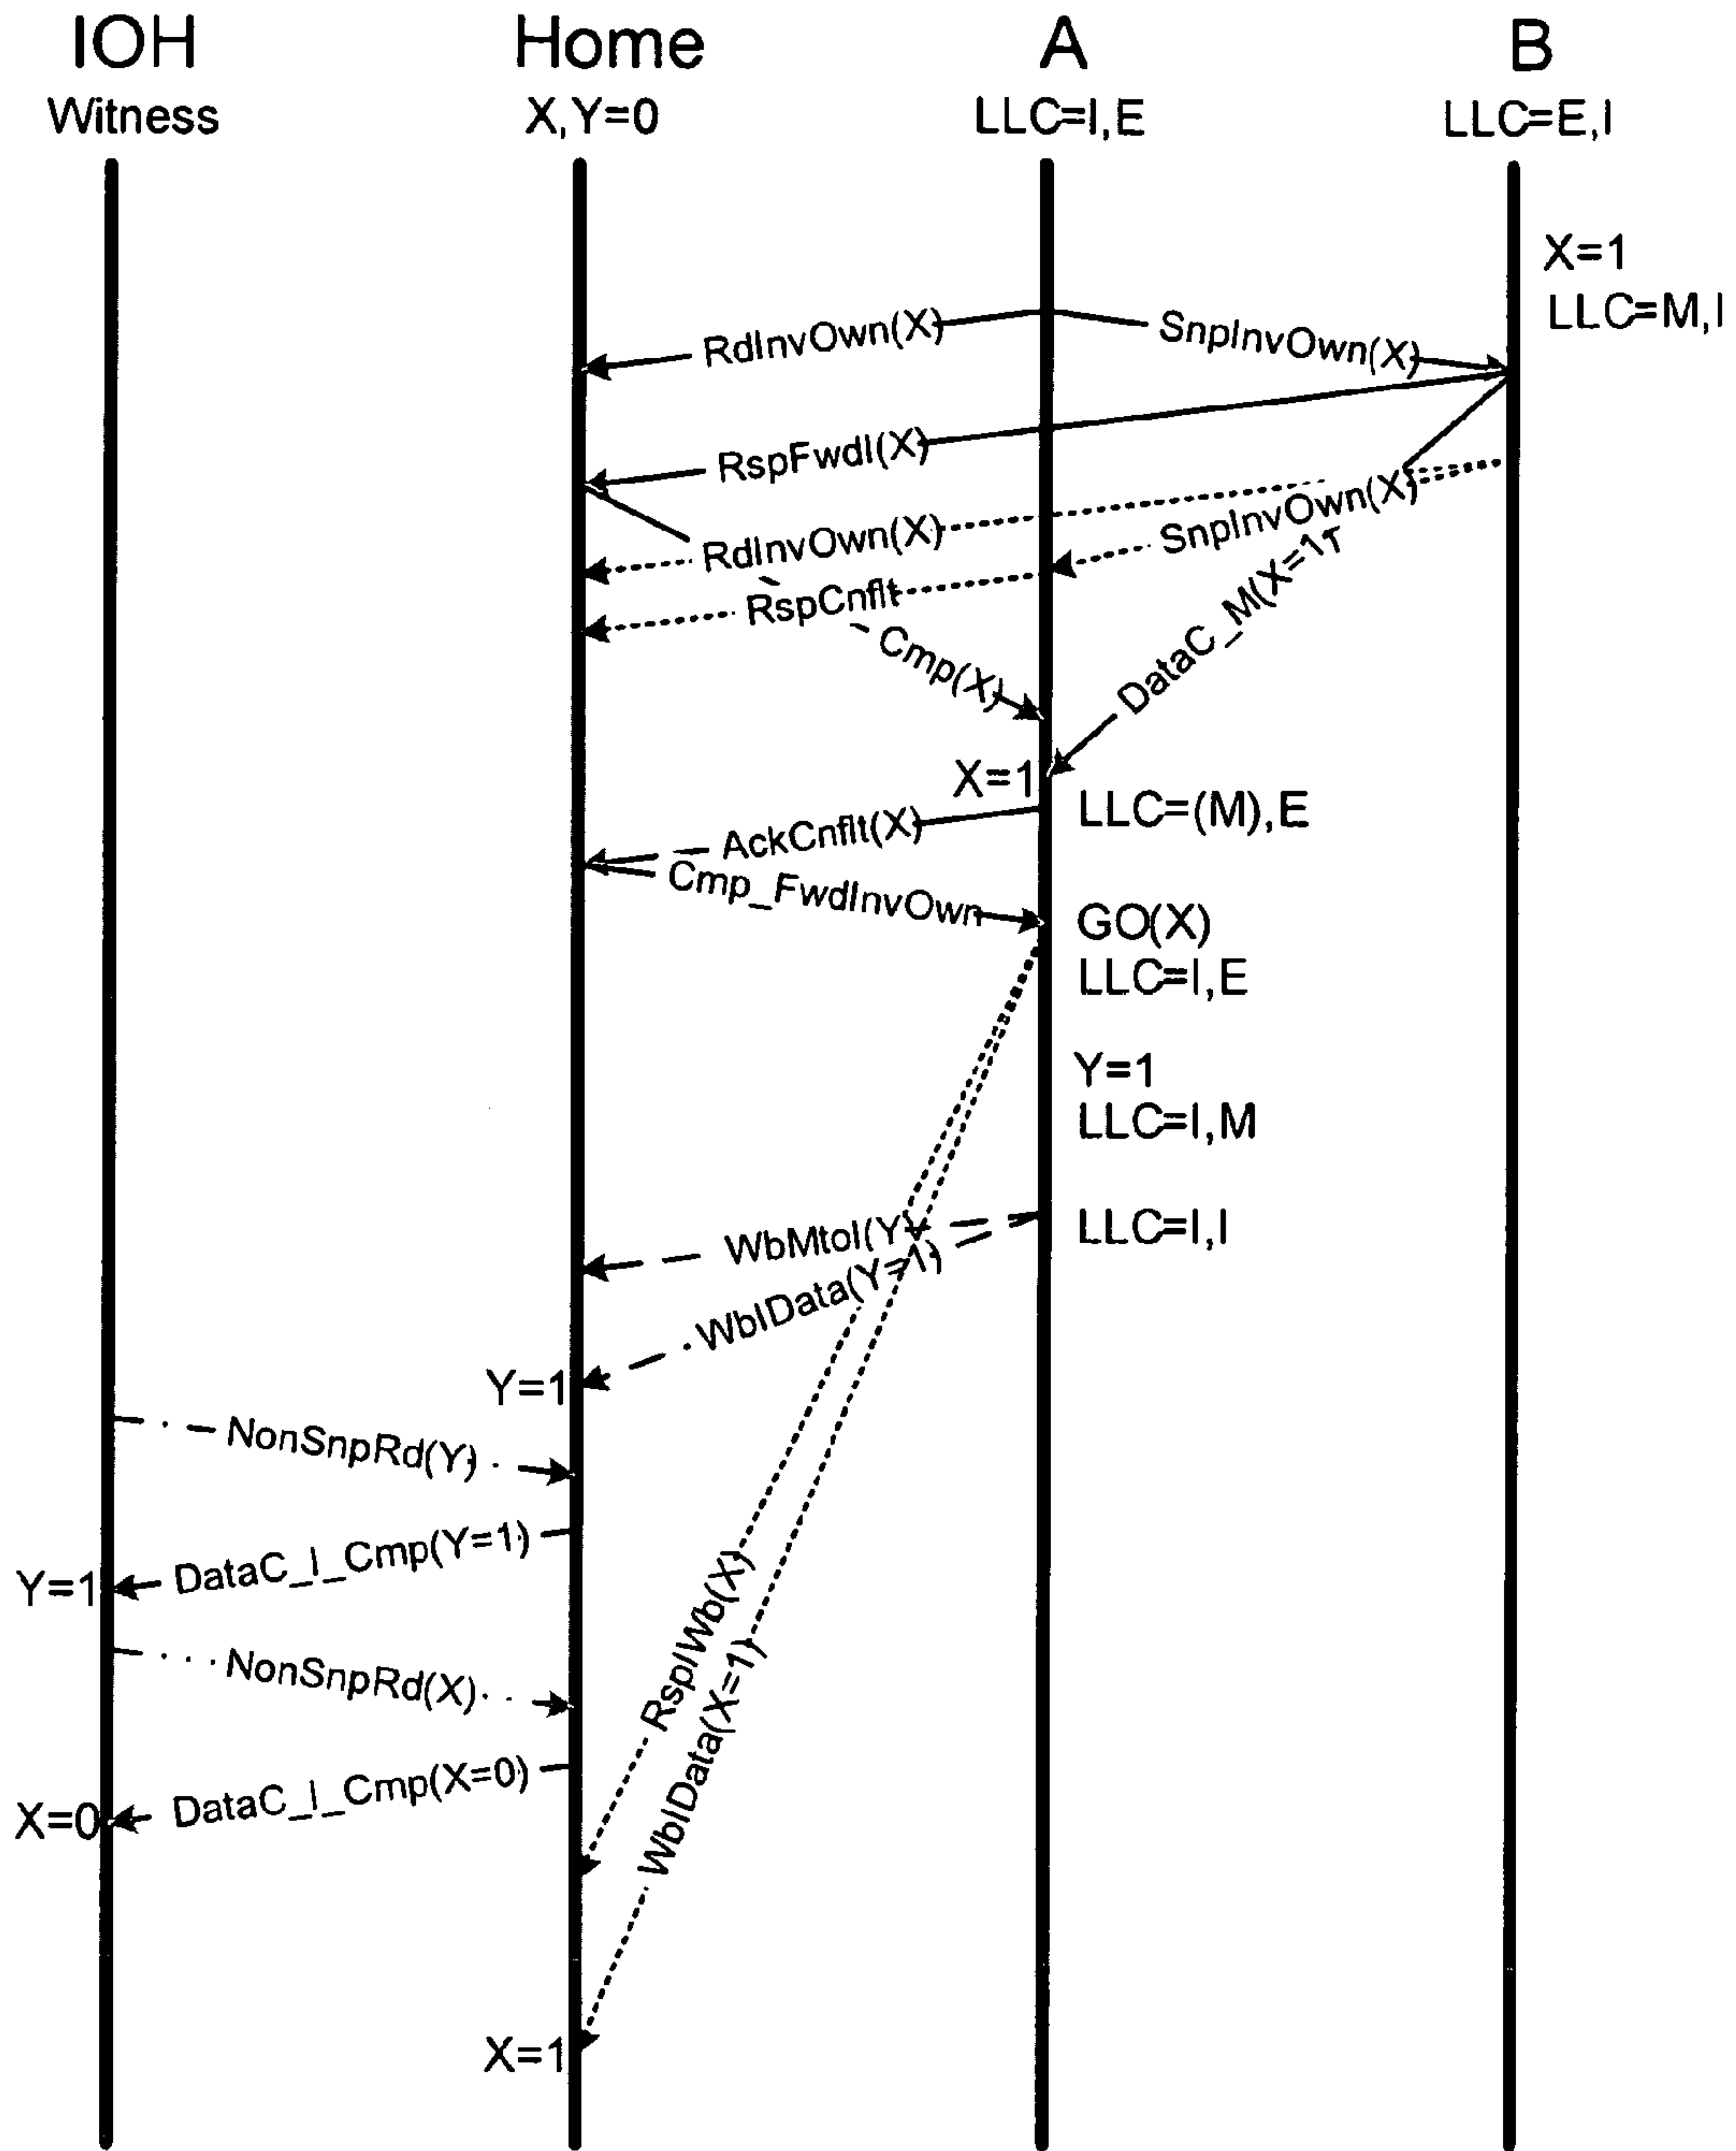 IOH
Witness
Home
X,Y=0
A
LLC=I,E
B
LLC=E,I
X=1
LLC=M,I
RdInvOwn(X)
SnpInvOwn(X)
RspFwdI(X)
RdInvOwn(X)
SnpInvOwn(X)
RspCnflt
Cmp(X)
DataC_M(X=1)
X=1
LLC=(M),E
AckCnflt(X)
Cmp_FwdInvOwn
GO(X)
LLC=I,E
Y=1
LLC=I,M
WbMtoI(Y)
LLC=I,I
WbIData(Y=1)
Y=1
NonSnpRd(Y)
DataC_I_Cmp(Y=1)
Y=1
NonSnpRd(X)
RspIWb(X)
WbIData(X=1)
DataC_I_Cmp(X=0)
X=0
X=1